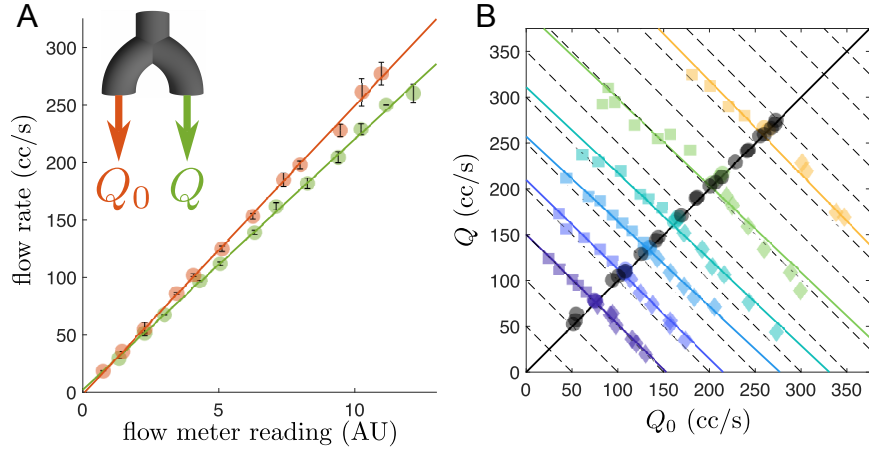 A
B
Q₀ Q
flow rate (cc/s)
300
250
200
150
100
50
0
0 5 10
flow meter reading (AU)
Q (cc/s)
350
300
250
200
150
100
50
0
0 50 100 150 200 250 300 350
Q₀ (cc/s)